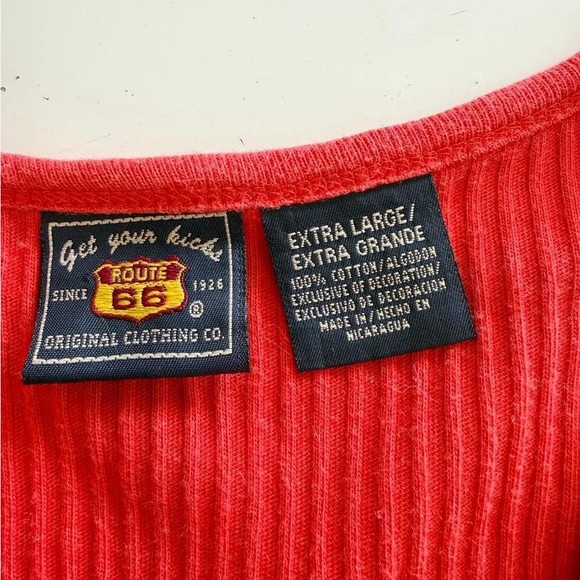 Get your kicks
ROUTE
66
SINCE 1926
®
ORIGINAL CLOTHING CO.
EXTRA LARGE/
EXTRA GRANDE
100% COTTON/ALGODON
EXCLUSIVE OF DECORATION/
EXCLUSIVO DE DECORACION
MADE IN/HECHO EN
NICARAGUA